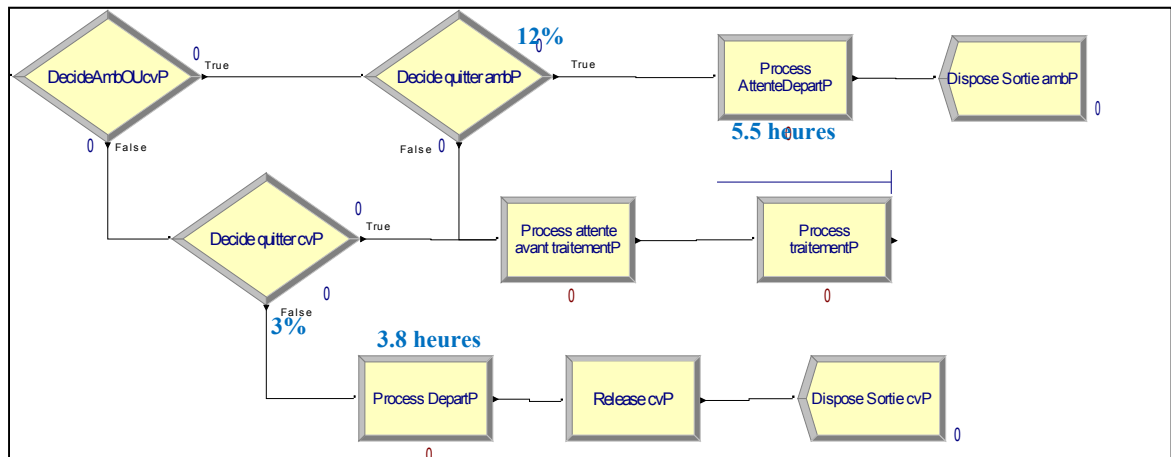 12%
0
0
DecideAmbOUcvP
True
Decide quitter ambP
True
Process
AttenteDepartP
Dispose Sortie ambP
0
0
False
0
False
5.5 heures
0
0
Decide quitter cvP
True
Process attente
avant traitementP
Process
traitementP
0
False
3%
0
0
3.8 heures
Process DepartP
Release cvP
Dispose Sortie cvP
0
0